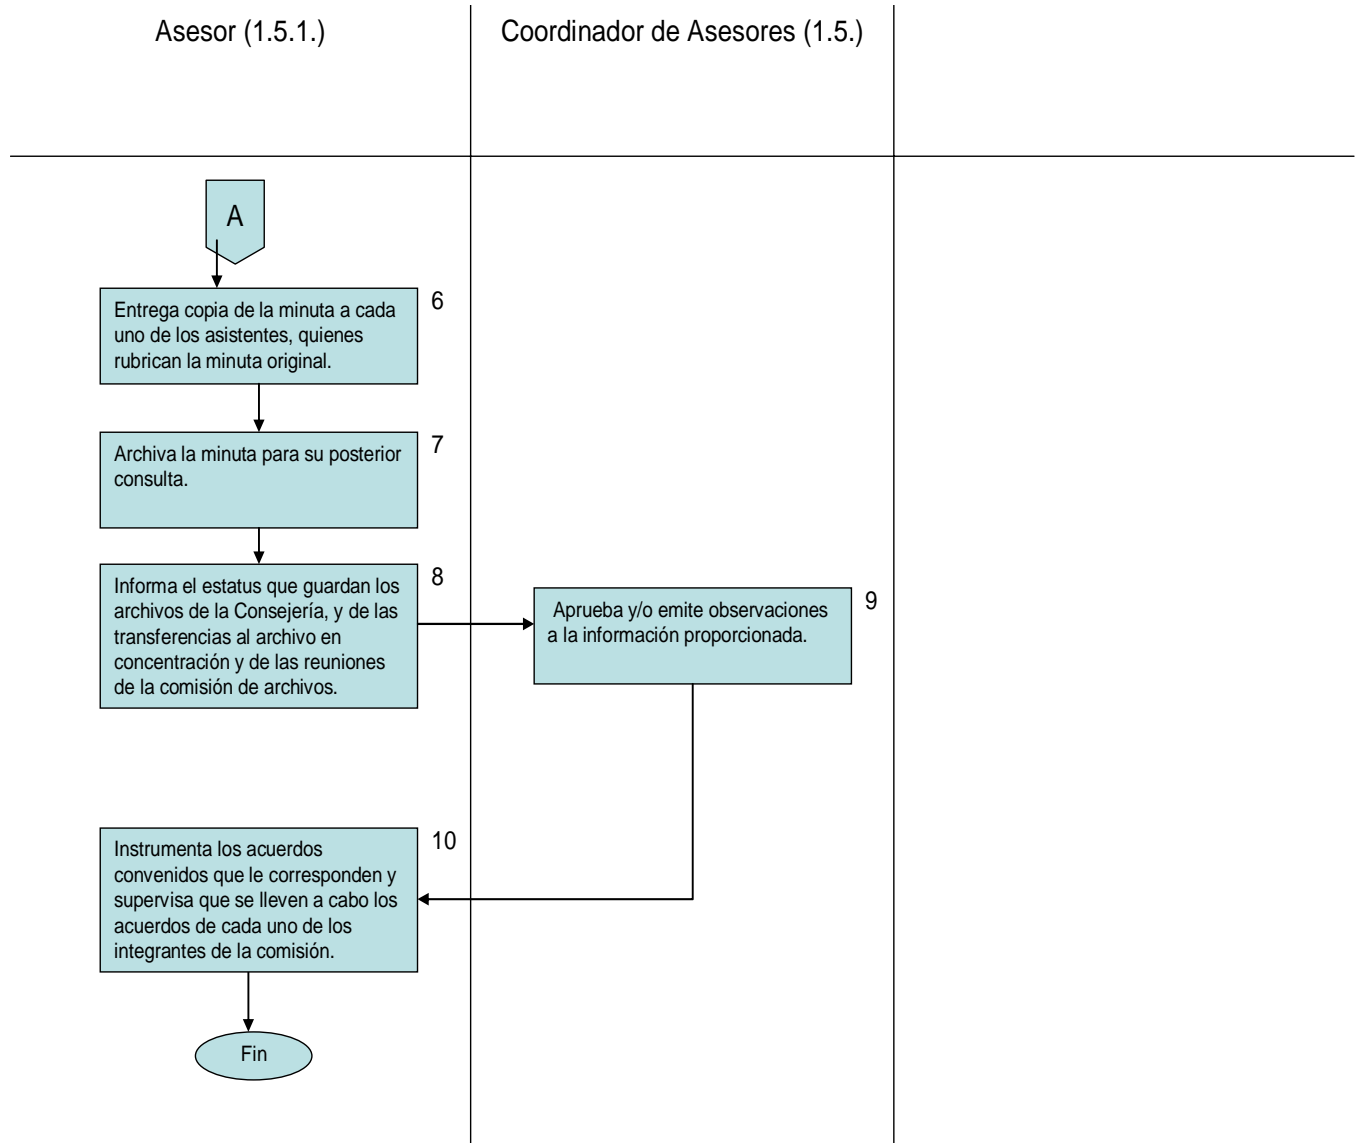 Asesor (1.5.1.)
Coordinador de Asesores (1.5.)
A
Entrega copia de la minuta a cada
uno de los asistentes, quienes
rubrican la minuta original.
6
Archiva la minuta para su posterior
consulta.
7
Informa el estatus que guardan los
archivos de la Consejería, y de las
transferencias al archivo en
concentración y de las reuniones
de la comisión de archivos.
8
Aprueba y/o emite observaciones
a la información proporcionada.
9
Instrumenta los acuerdos
convenidos que le corresponden y
supervisa que se lleven a cabo los
acuerdos de cada uno de los
integrantes de la comisión.
10
Fin